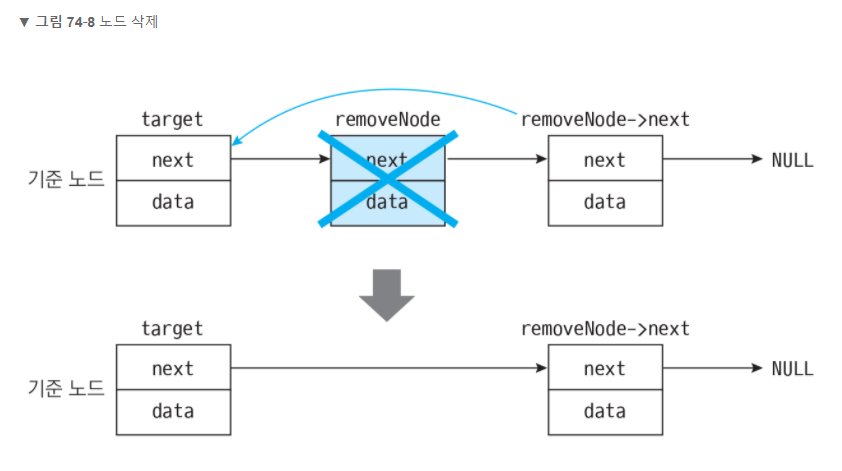 ▼ 그림 74-8 노드 삭제
target removeNode removeNode->next
next next next NULL
기준 노드
data data data
target removeNode->next
next next NULL
기준 노드
data data